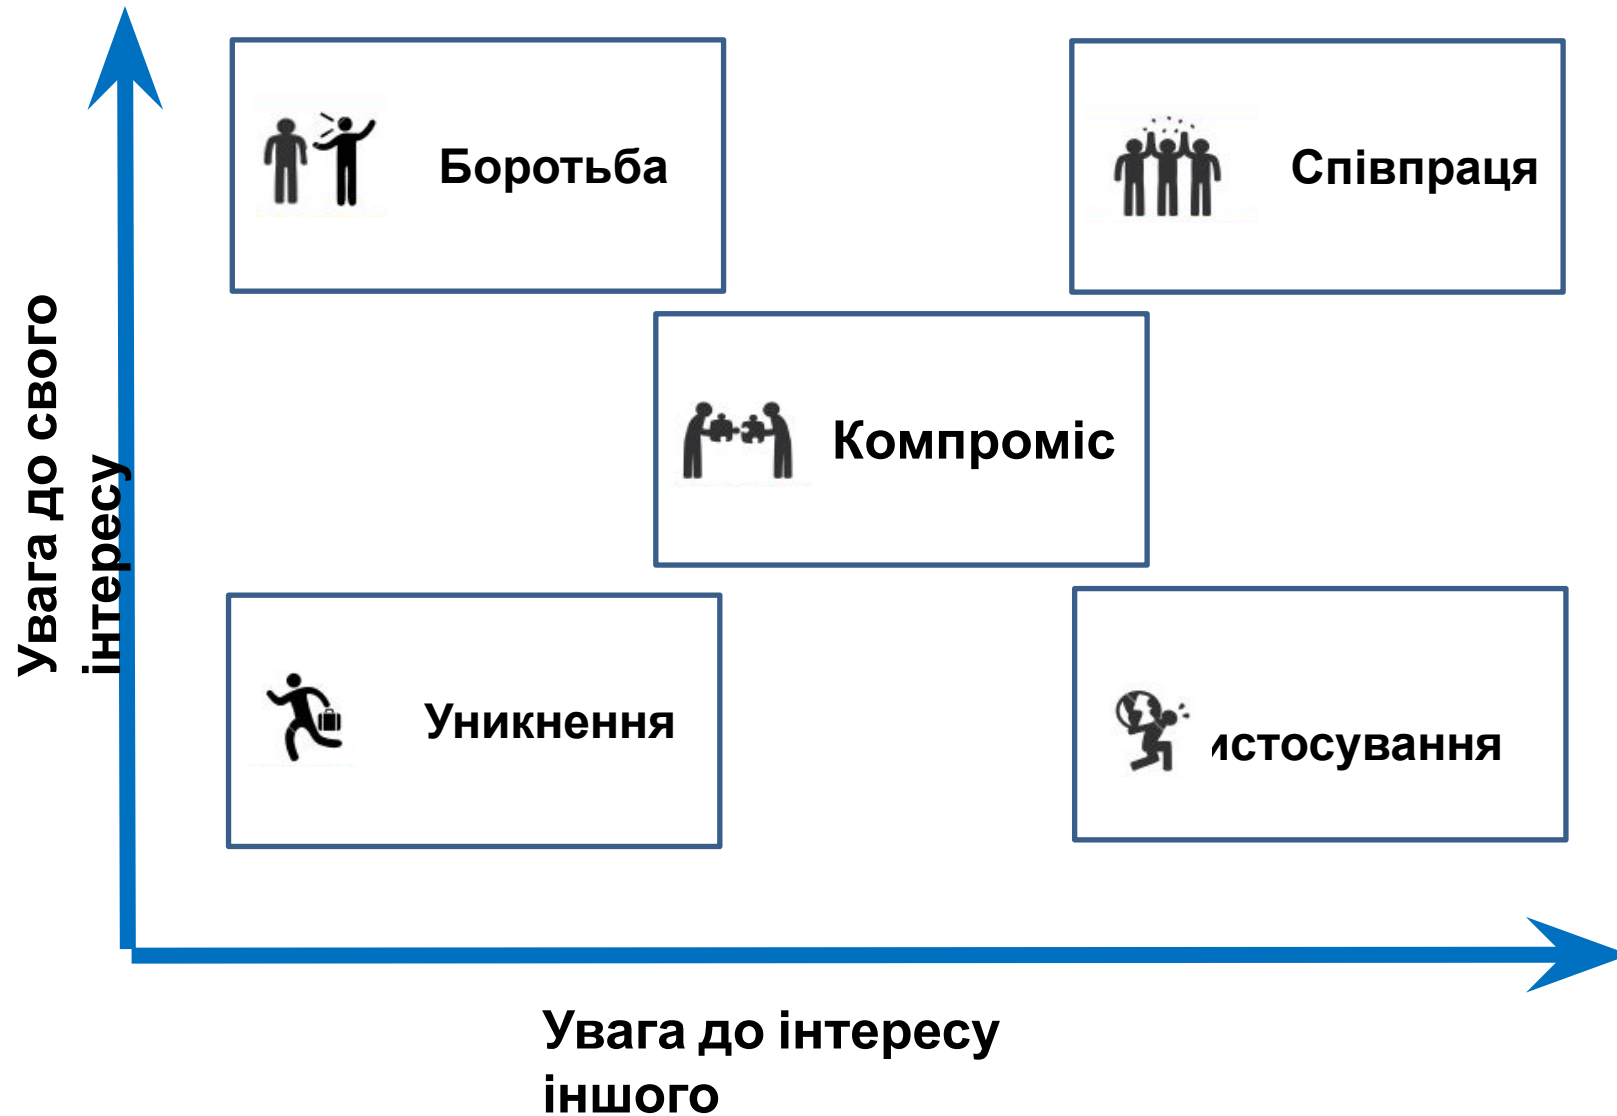 Боротьба
Співпраця
Увага до свого
інтересу
Компроміс
Уникнення
истосування
Увага до інтересу
іншого